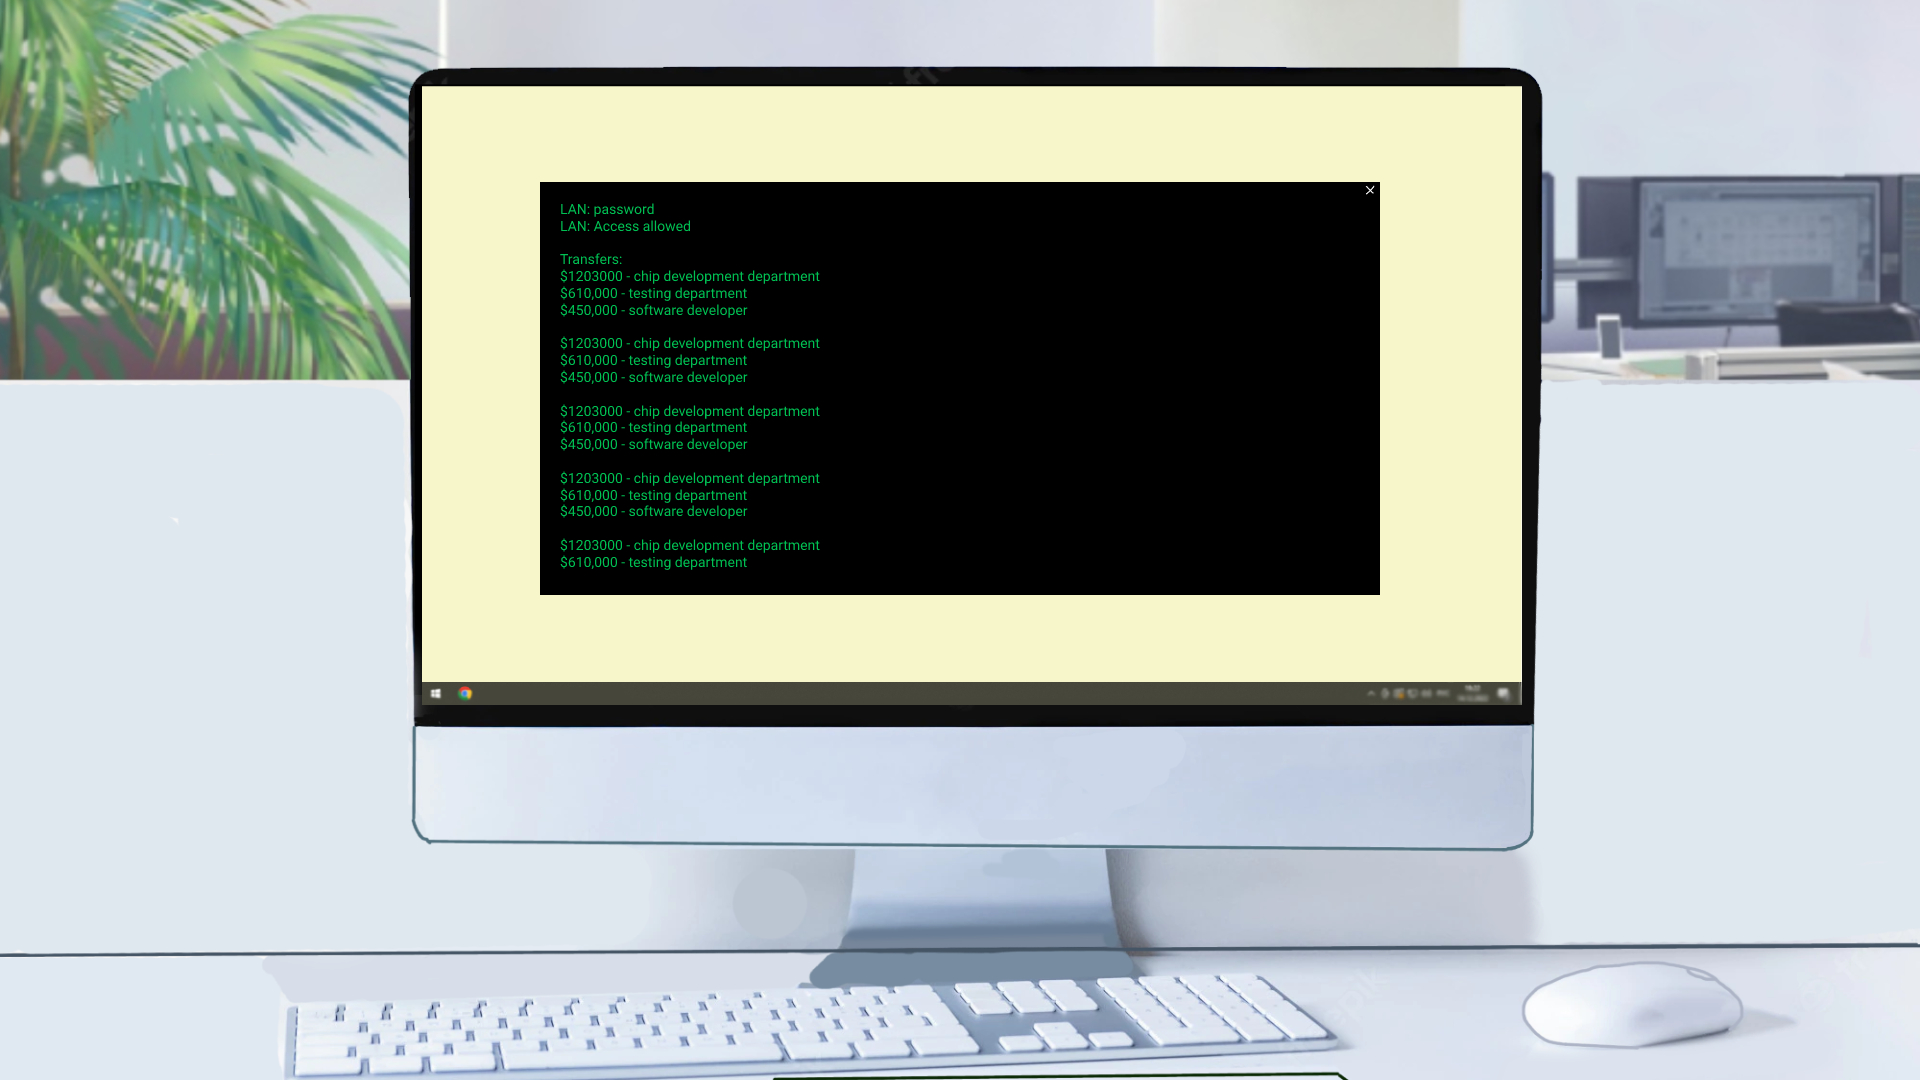 LAN: password
LAN: Access allowed
Transfers:
$1203000 - chip development department
$610,000 - testing department
$450,000 - software developer
$1203000 - chip development department
$610,000 - testing department
$450,000 - software developer
$1203000 - chip development department
$610,000 - testing department
$450,000 - software developer
$1203000 - chip development department
$610,000 - testing department
$450,000 - software developer
$1203000 - chip development department
$610,000 - testing department